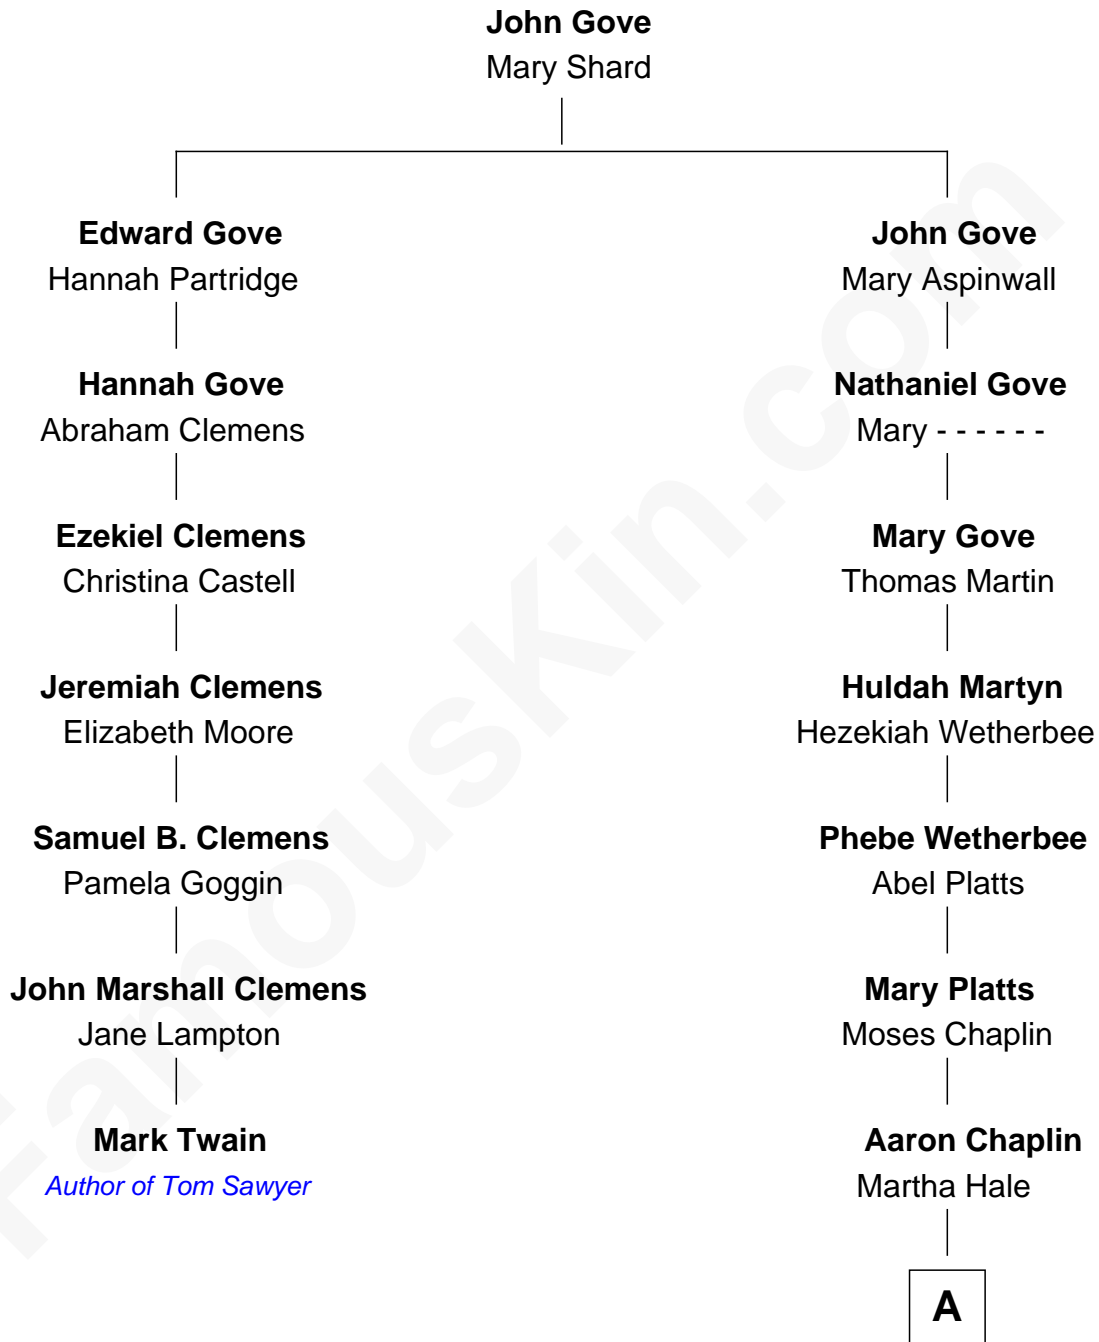 John Gove
Mary Shard
Edward Gove
Hannah Partridge
John Gove
Mary Aspinwall
Hannah Gove
Abraham Clemens
Nathaniel Gove
Mary - - - - - -
Ezekiel Clemens
Christina Castell
Mary Gove
Thomas Martin
Jeremiah Clemens
Elizabeth Moore
Huldah Martyn
Hezekiah Wetherbee
Samuel B. Clemens
Pamela Goggin
Phebe Wetherbee
Abel Platts
John Marshall Clemens
Jane Lampton
Mary Platts
Moses Chaplin
Mark Twain
Author of Tom Sawyer
Aaron Chaplin
Martha Hale
A
FamousKin.com